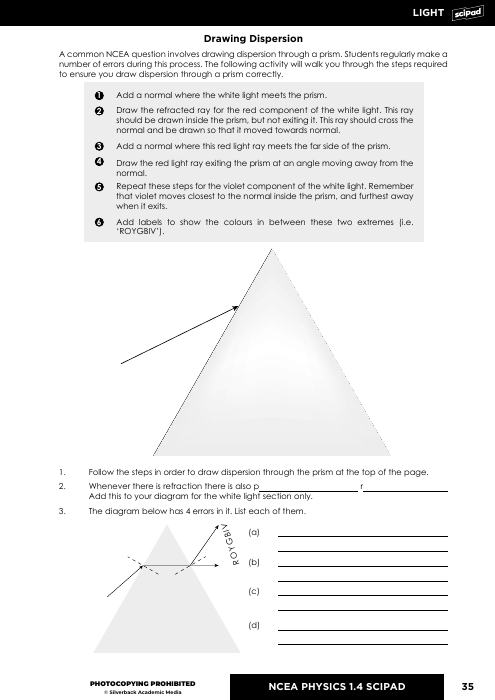 LIGHT scipad
Drawing Dispersion
A common NCEA question involves drawing dispersion through a prism. Students regularly make a
number of errors during this process. The following activity will walk you through the steps required
to ensure you draw dispersion through a prism correctly.
1 Add a normal where the white light meets the prism.
2 Draw the refracted ray for the red component of the white light. This ray
should be drawn inside the prism, but not exiting it. This ray should cross the
normal and be drawn so that it moved towards normal.
3 Add a normal where this red light ray meets the far side of the prism.
4 Draw the red light ray exiting the prism at an angle moving away from the
normal.
5 Repeat these steps for the violet component of the white light. Remember
that violet moves closest to the normal inside the prism, and furthest away
when it exits.
6 Add labels to show the colours in between these two extremes (i.e.
'ROYGBIV').
1. Follow the steps in order to draw dispersion through the prism at the top of the page.
2. Whenever there is refraction there is also p____________ r____________
Add this to your diagram for the white light section only.
3. The diagram below has 4 errors in it. List each of them.
ROYGBIV
(a)
(b)
(c)
(d)
PHOTOCOPYING PROHIBITED
© Silverback Academic Media
NCEA PHYSICS 1.4 SCIPAD
35